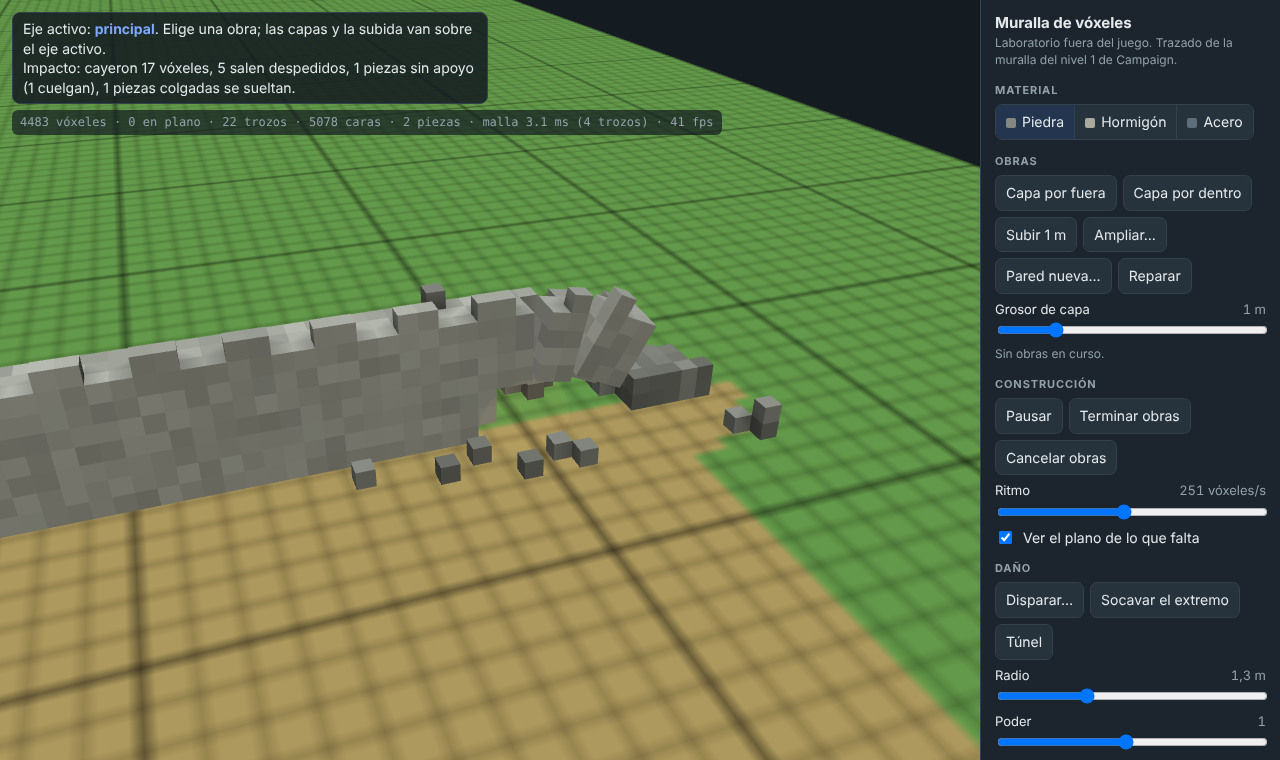 Eje activo: principal. Elige una obra; las capas y la subida van sobre
el eje activo.
Impacto: cayeron 17 vóxeles, 5 salen despedidos, 1 piezas sin apoyo
(1 cuelgan), 1 piezas colgadas se sueltan.
4483 vóxeles · 0 en plano · 22 trozos · 5078 caras · 2 piezas · malla 3.1 ms (4 trozos) · 41 fps
Muralla de vóxeles
Laboratorio fuera del juego. Trazado de la
muralla del nivel 1 de Campaign.
MATERIAL
Piedra Hormigón Acero
OBRAS
Capa por fuera Capa por dentro
Subir 1 m Ampliar...
Pared nueva... Reparar
Grosor de capa 1 m
Sin obras en curso.
CONSTRUCCIÓN
Pausar Terminar obras
Cancelar obras
Ritmo 251 vóxeles/s
Ver el plano de lo que falta
DAÑO
Disparar... Socavar el extremo
Túnel
Radio 1,3 m
Poder 1